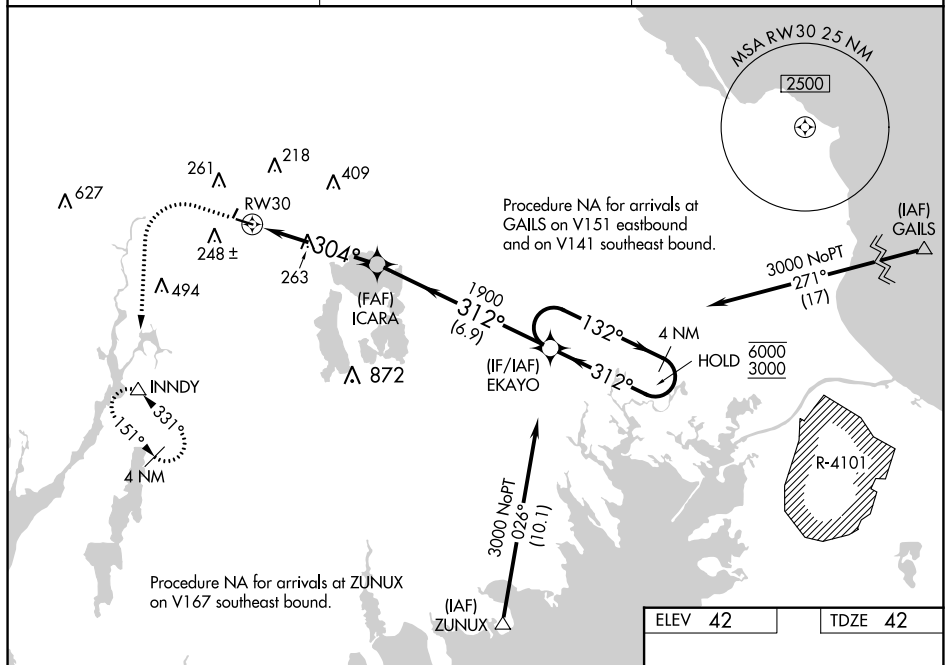 MSA RW30 25 NM
2500
218
261
409
627
RW30
248 ±
263
304°
494
(FAF)
ICARA
872
1900
312°
(6.9)
Procedure NA for arrivals at
GAILS on V151 eastbound
and on V141 southeast bound.
(IAF)
GAILS
3000 NoPT
271°
(17)
132°
4 NM
HOLD
6000
3000
312°
(IF/IAF)
EKAYO
INNDY
331°
151°
4 NM
R-4101
3000 NoPT
026°
(10.1)
Procedure NA for arrivals at ZUNUX
on V167 southeast bound.
(IAF)
ZUNUX
ELEV 42
TDZE 42